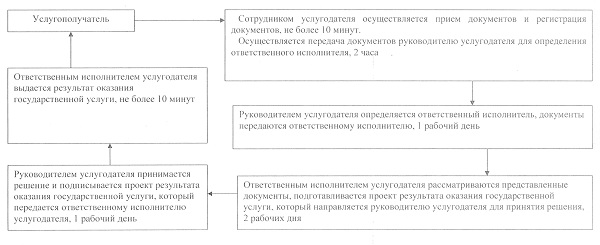 Услугополучатель
Сотрудником услугодателя осуществляется прием документов и регистрация
документов, не более 10 минут.
Осуществляется передача документов руководителю услугодателя для определения
ответственного исполнителя, 2 часа .
Руководителем услугодателя определяется ответственный исполнитель, документы
передаются ответственному исполнителю, 1 рабочий день
Ответственным исполнителем услугодателя рассматриваются представленные
документы, подготавливается проект результата оказания государственной
услуги, который направляется руководителю услугодателя для принятия решения,
2 рабочих дня
Руководителем услугодателя принимается
решение и подписывается проект результата
оказания государственной услуги, который
передается ответственному исполнителю
услугодателя, 1 рабочий день
Ответственным исполнителем услугодателя
выдается результат оказания
государственной услуги, не более 10 минут